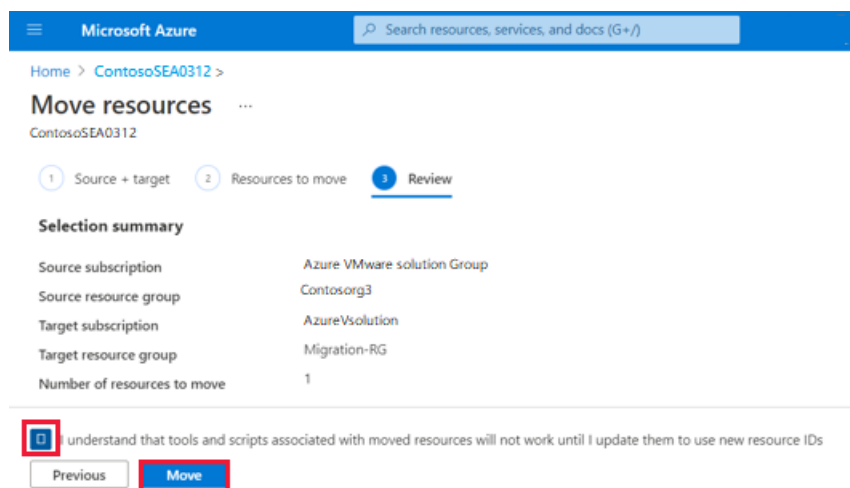 Microsoft Azure Search resources, services, and docs (G+/)
Home > ContosoSEA0312 >
Move resources ...
ContosoSEA0312
1 Source + target 2 Resources to move 3 Review
Selection summary
Source subscription Azure VMware solution Group
Source resource group Contosorg3
Target subscription AzureVsolution
Target resource group Migration-RG
Number of resources to move 1
I understand that tools and scripts associated with moved resources will not work until I update them to use new resource IDs
Previous Move